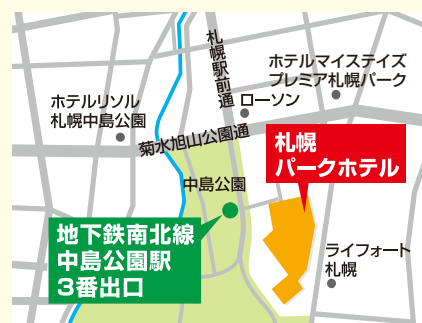 札幌駅前通
ホテルマイステイズ
プレミア札幌パーク
ローソン
ホテルリソル
札幌中島公園
菊水旭山公園通
札幌
パークホテル
中島公園
地下鉄南北線
中島公園駅
3番出口
ライフォート
札幌